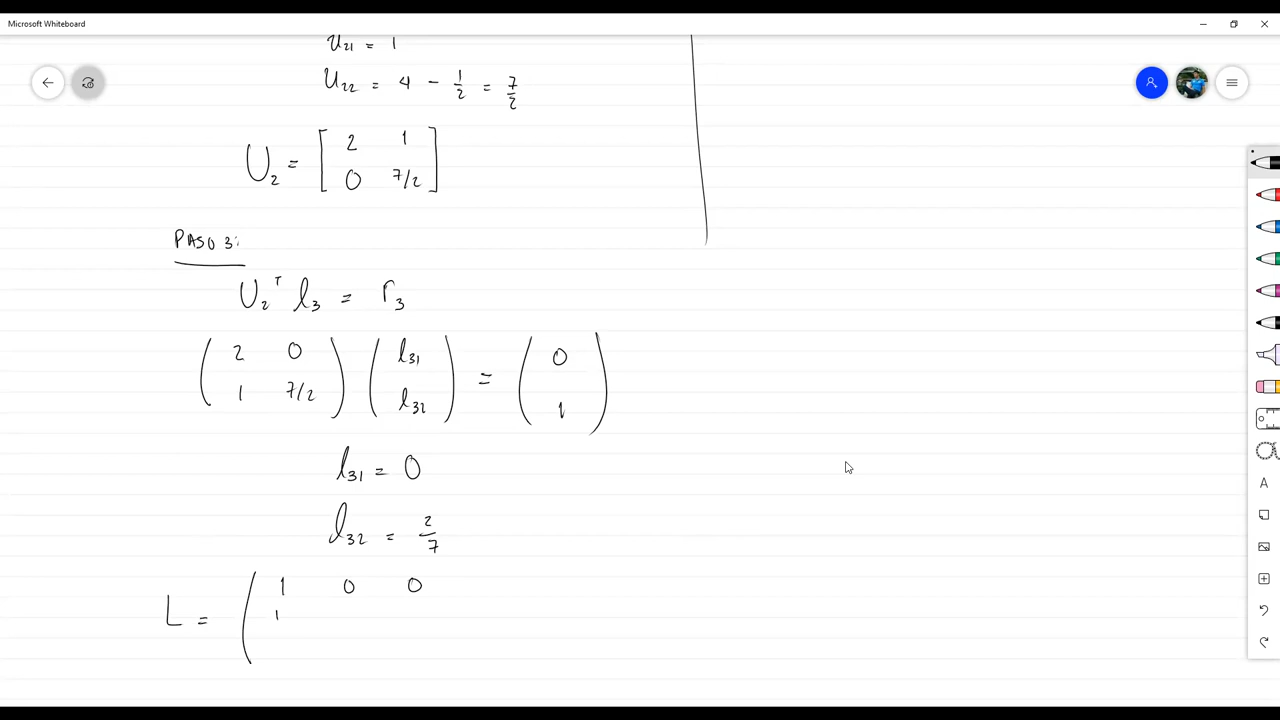 Microsoft Whiteboard
u21 = 1
u22 = 4 - 1/2 = 7/2
U2 = [ 2 1
0 7/2 ]
PASO 3:
U2^T l3 = r3
( 2 0 ) ( l31 ) = ( 0 )
( 1 7/2 ) ( l32 ) ( 1 )
l31 = 0
l32 = 2/7
L = ( 1 0 0
1
A